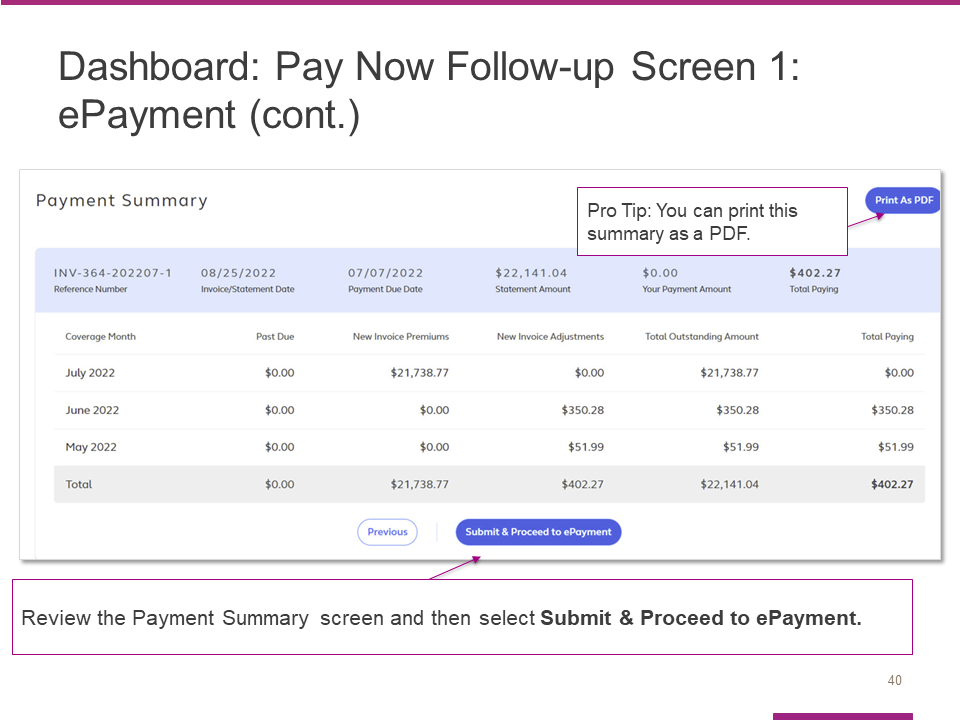 Dashboard: Pay Now Follow-up Screen 1:
ePayment (cont.)
Payment Summary
Pro Tip: You can print this
summary as a PDF.
Print As PDF
INV-364-202207-1 08/25/2022 07/07/2022 $22,141.04 $0.00 $402.27
Reference Number Invoice/Statement Date Payment Due Date Statement Amount Your Payment Amount Total Paying
Coverage Month Past Due New Invoice Premiums New Invoice Adjustments Total Outstanding Amount Total Paying
July 2022 $0.00 $21,738.77 $0.00 $21,738.77 $0.00
June 2022 $0.00 $0.00 $350.28 $350.28 $350.28
May 2022 $0.00 $0.00 $51.99 $51.99 $51.99
Total $0.00 $21,738.77 $402.27 $22,141.04 $402.27
Previous Submit & Proceed to ePayment
Review the Payment Summary screen and then select Submit & Proceed to ePayment.
40